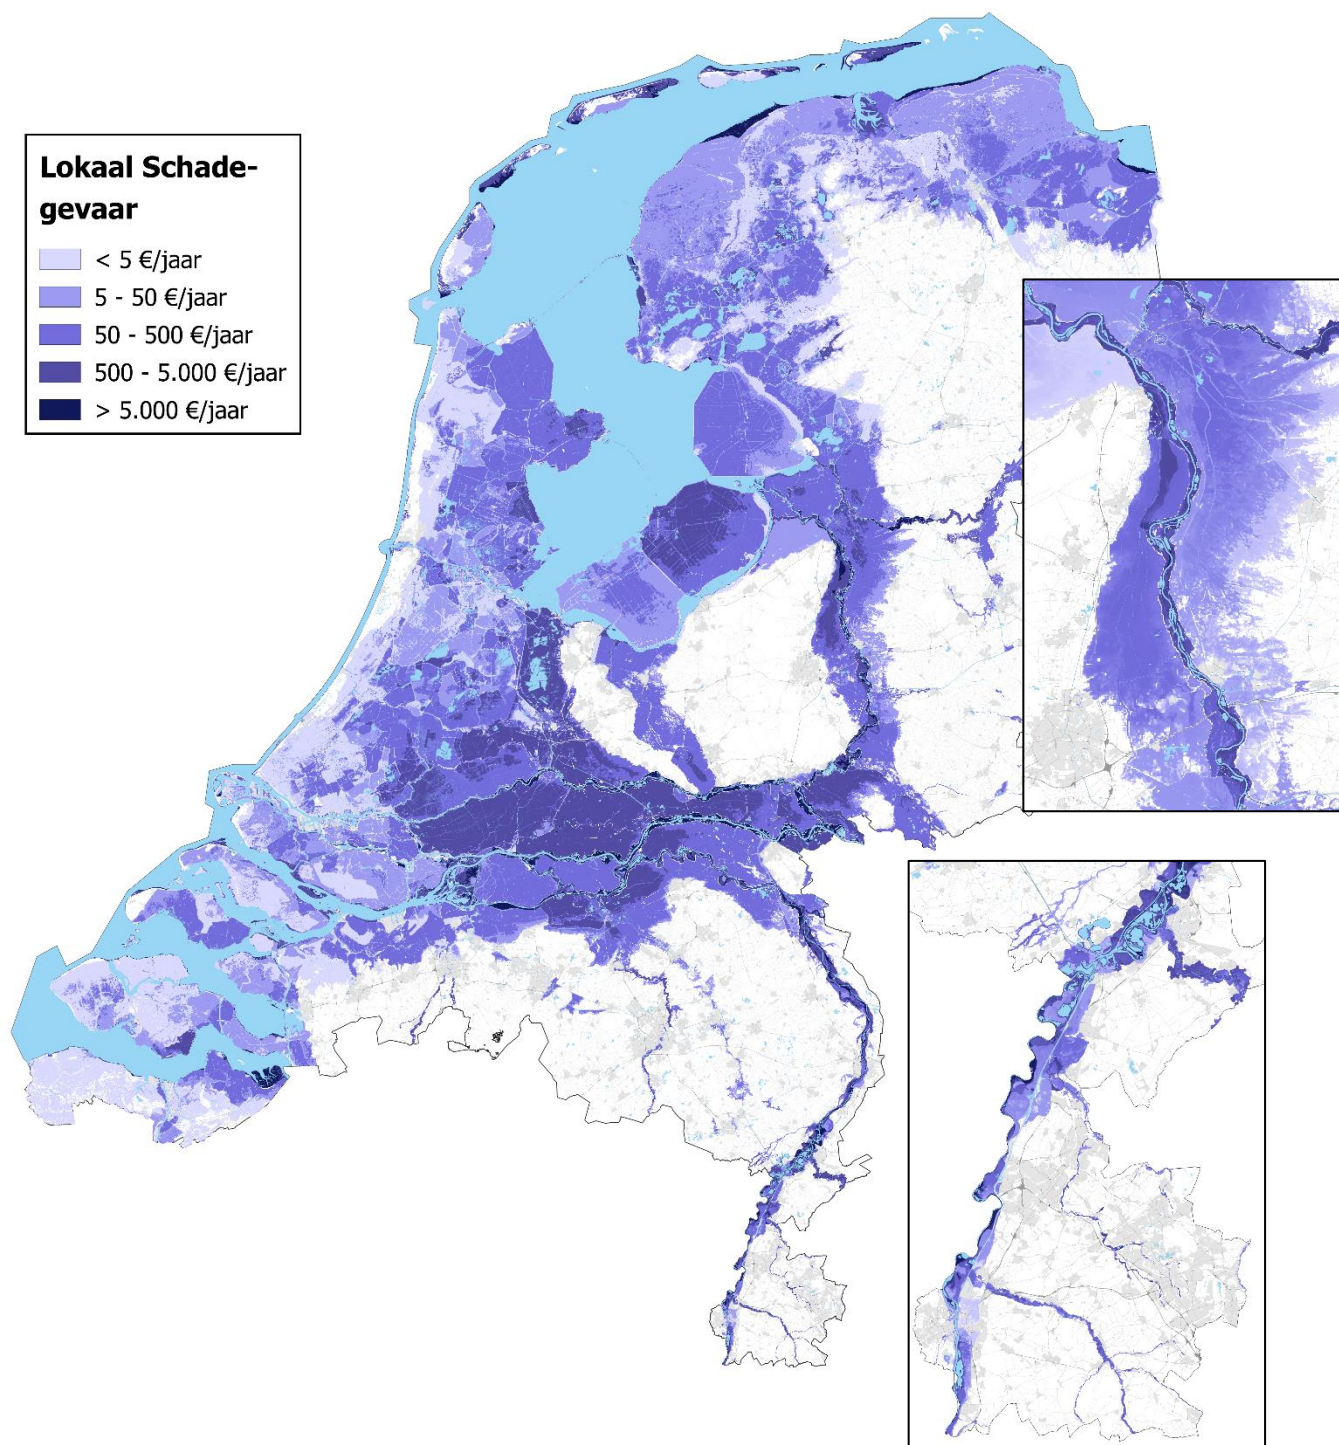 Lokaal Schade-
gevaar
< 5 €/jaar
5 - 50 €/jaar
50 - 500 €/jaar
500 - 5.000 €/jaar
> 5.000 €/jaar